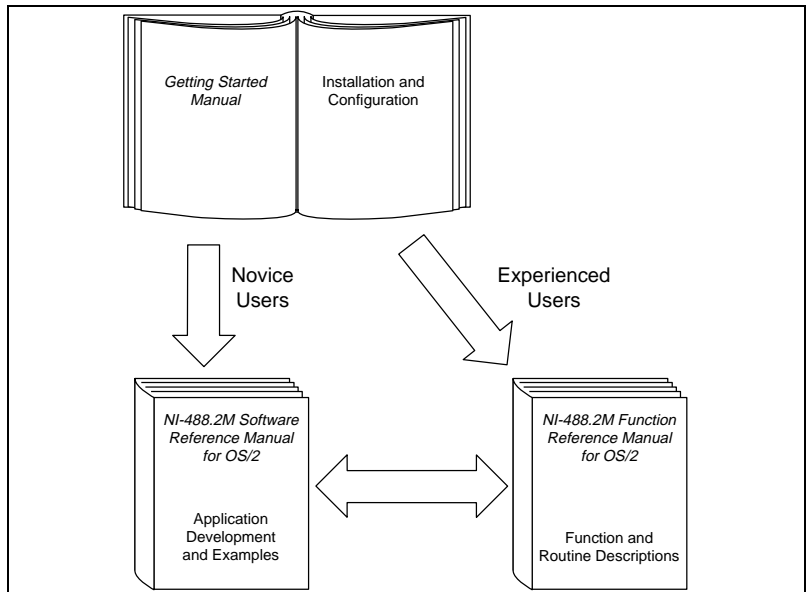 Getting Started
Manual
Installation and
Configuration
Novice
Users
Experienced
Users
NI-488.2M Software
Reference Manual
for OS/2
Application
Development
and Examples
NI-488.2M Function
Reference Manual
for OS/2
Function and
Routine Descriptions